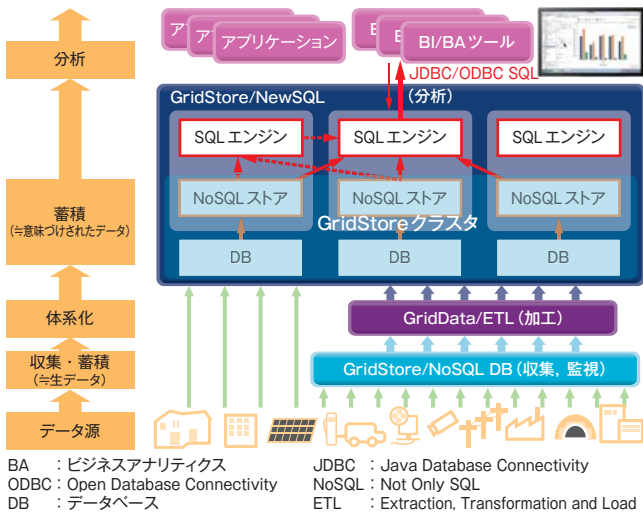 分析
蓄積
(≒意味づけされたデータ)
体系化
収集・蓄積
(≒生データ)
データ源
アプリケーション
BI/BAツール
JDBC/ODBC SQL
(分析)
GridStore/NewSQL
SQLエンジン
SQLエンジン
SQLエンジン
NoSQLストア
NoSQLストア
NoSQLストア
GridStoreクラスタ
DB
DB
DB
GridData/ETL(加工)
GridStore/NoSQL DB(収集,監視)
BA :ビジネスアナリティクス
ODBC:Open Database Connectivity
DB :データベース
JDBC :Java Database Connectivity
NoSQL:Not Only SQL
ETL :Extraction, Transformation and Load